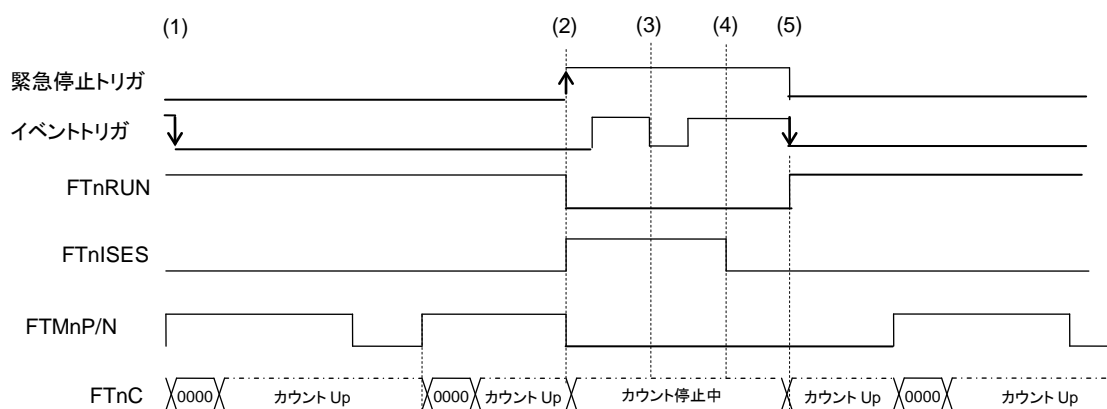 (1) (2) (3) (4) (5)
緊急停止トリガ
イベントトリガ
FTnRUN
FTnISES
FTMnP/N
FTnC 0000 カウント Up 0000 カウント Up カウント停止中 カウント Up 0000 カウント Up